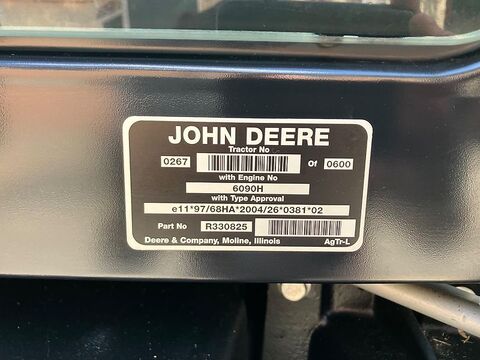 JOHN DEERE
Tractor No
0267 Of 0600
with Engine No
6090H
with Type Approval
e11*97/68HA*2004/26*0381*02
Part No R330825
Deere & Company, Moline, Illinois AgTr-L